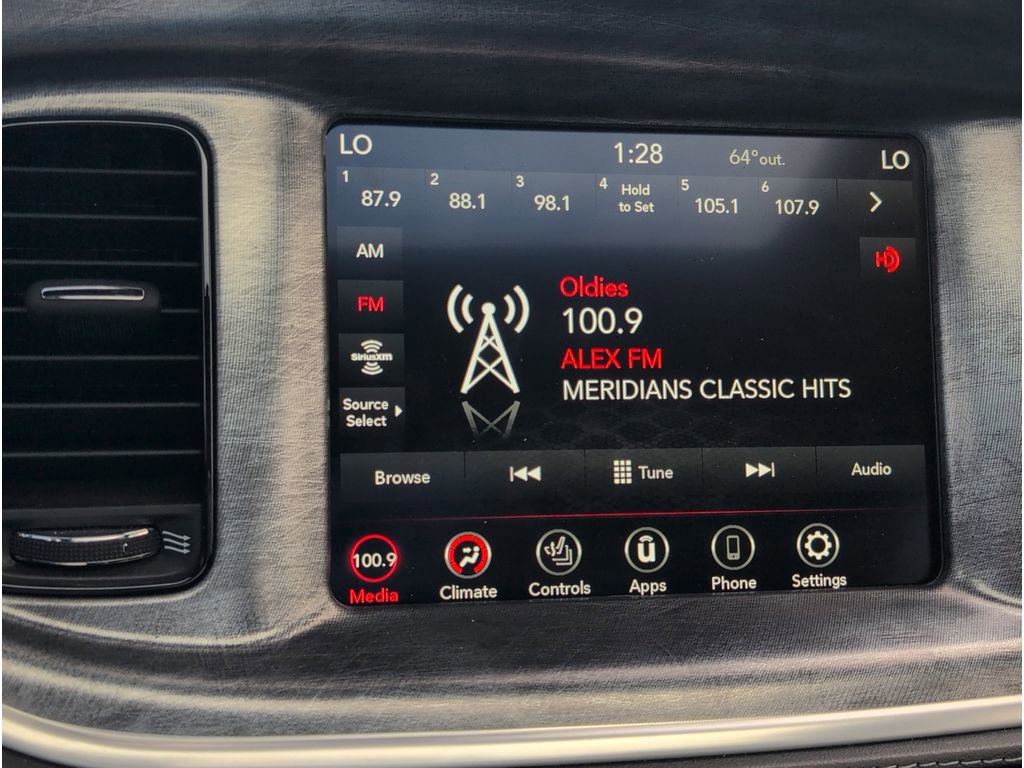 LO 1:28 64° out. LO
1 87.9 2 88.1 3 98.1 4 Hold to Set 5 105.1 6 107.9
AM
HD
FM
SiriusXM
Source
Select
Oldies
100.9
ALEX FM
MERIDIANS CLASSIC HITS
Browse Tune Audio
100.9
Media Climate Controls Apps Phone Settings